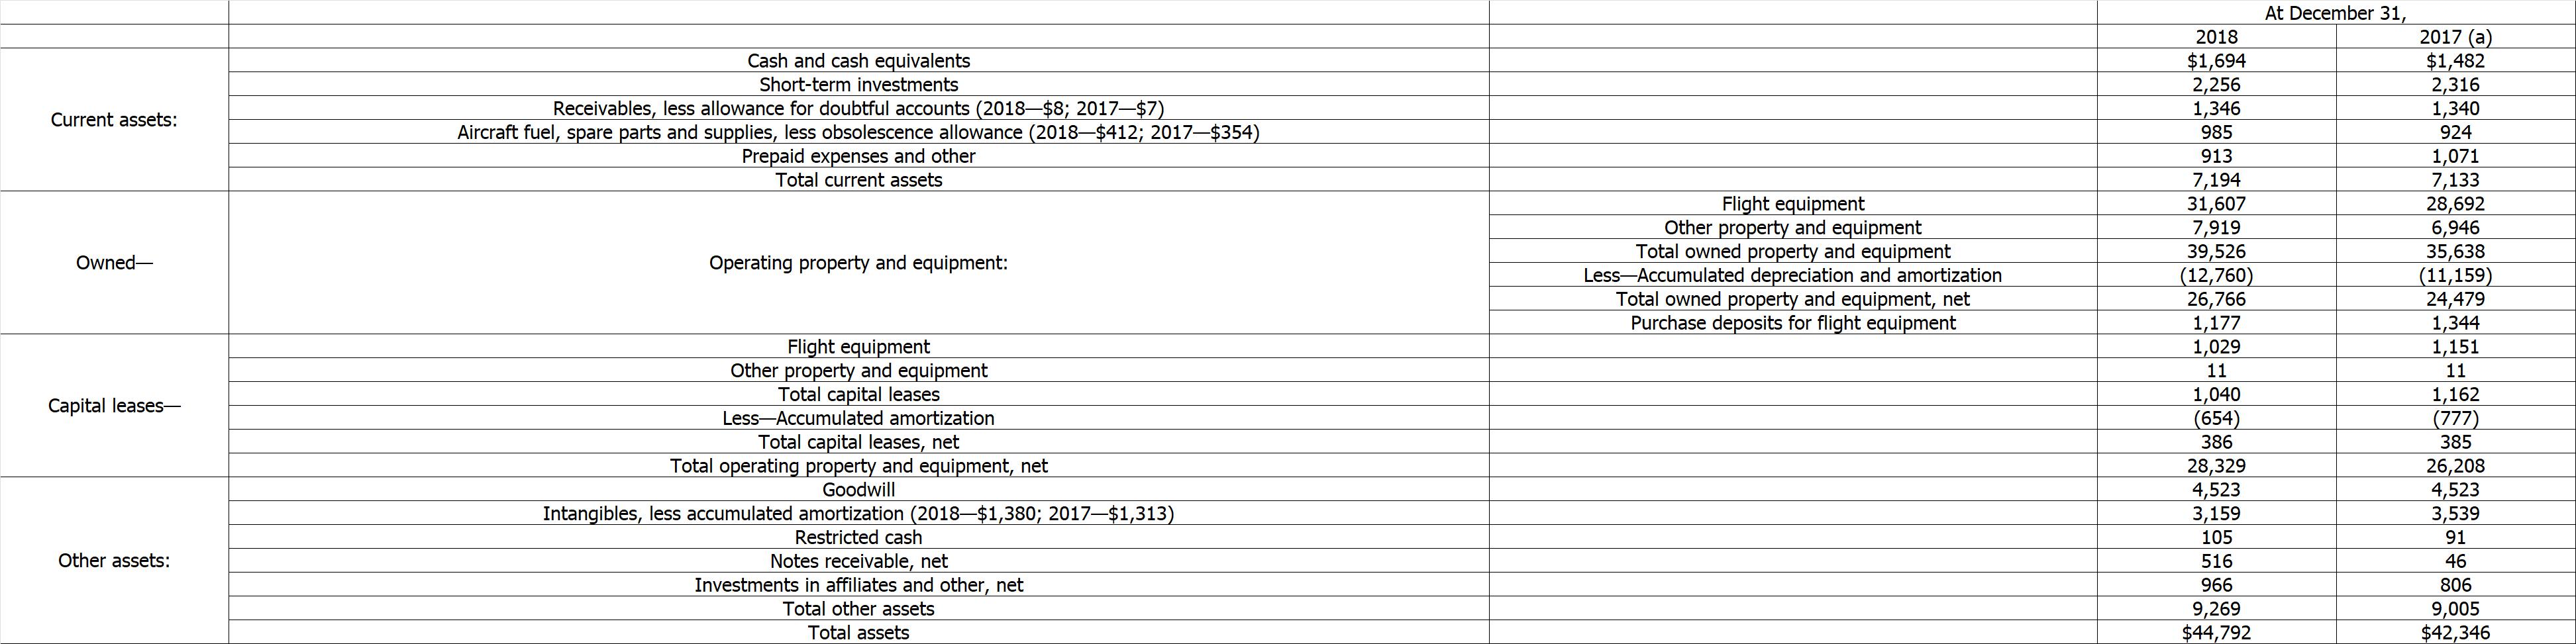 At December 31,
2018 2017 (a)
Current assets: Cash and cash equivalents $1,694 $1,482
Short-term investments 2,256 2,316
Receivables, less allowance for doubtful accounts (2018—$8; 2017—$7) 1,346 1,340
Aircraft fuel, spare parts and supplies, less obsolescence allowance (2018—$412; 2017—$354) 985 924
Prepaid expenses and other 913 1,071
Total current assets 7,194 7,133
Owned— Operating property and equipment: Flight equipment 31,607 28,692
Other property and equipment 7,919 6,946
Total owned property and equipment 39,526 35,638
Less—Accumulated depreciation and amortization (12,760) (11,159)
Total owned property and equipment, net 26,766 24,479
Purchase deposits for flight equipment 1,177 1,344
Capital leases— Flight equipment 1,029 1,151
Other property and equipment 11 11
Total capital leases 1,040 1,162
Less—Accumulated amortization (654) (777)
Total capital leases, net 386 385
Total operating property and equipment, net 28,329 26,208
Other assets: Goodwill 4,523 4,523
Intangibles, less accumulated amortization (2018—$1,380; 2017—$1,313) 3,159 3,539
Restricted cash 105 91
Notes receivable, net 516 46
Investments in affiliates and other, net 966 806
Total other assets 9,269 9,005
Total assets $44,792 $42,346